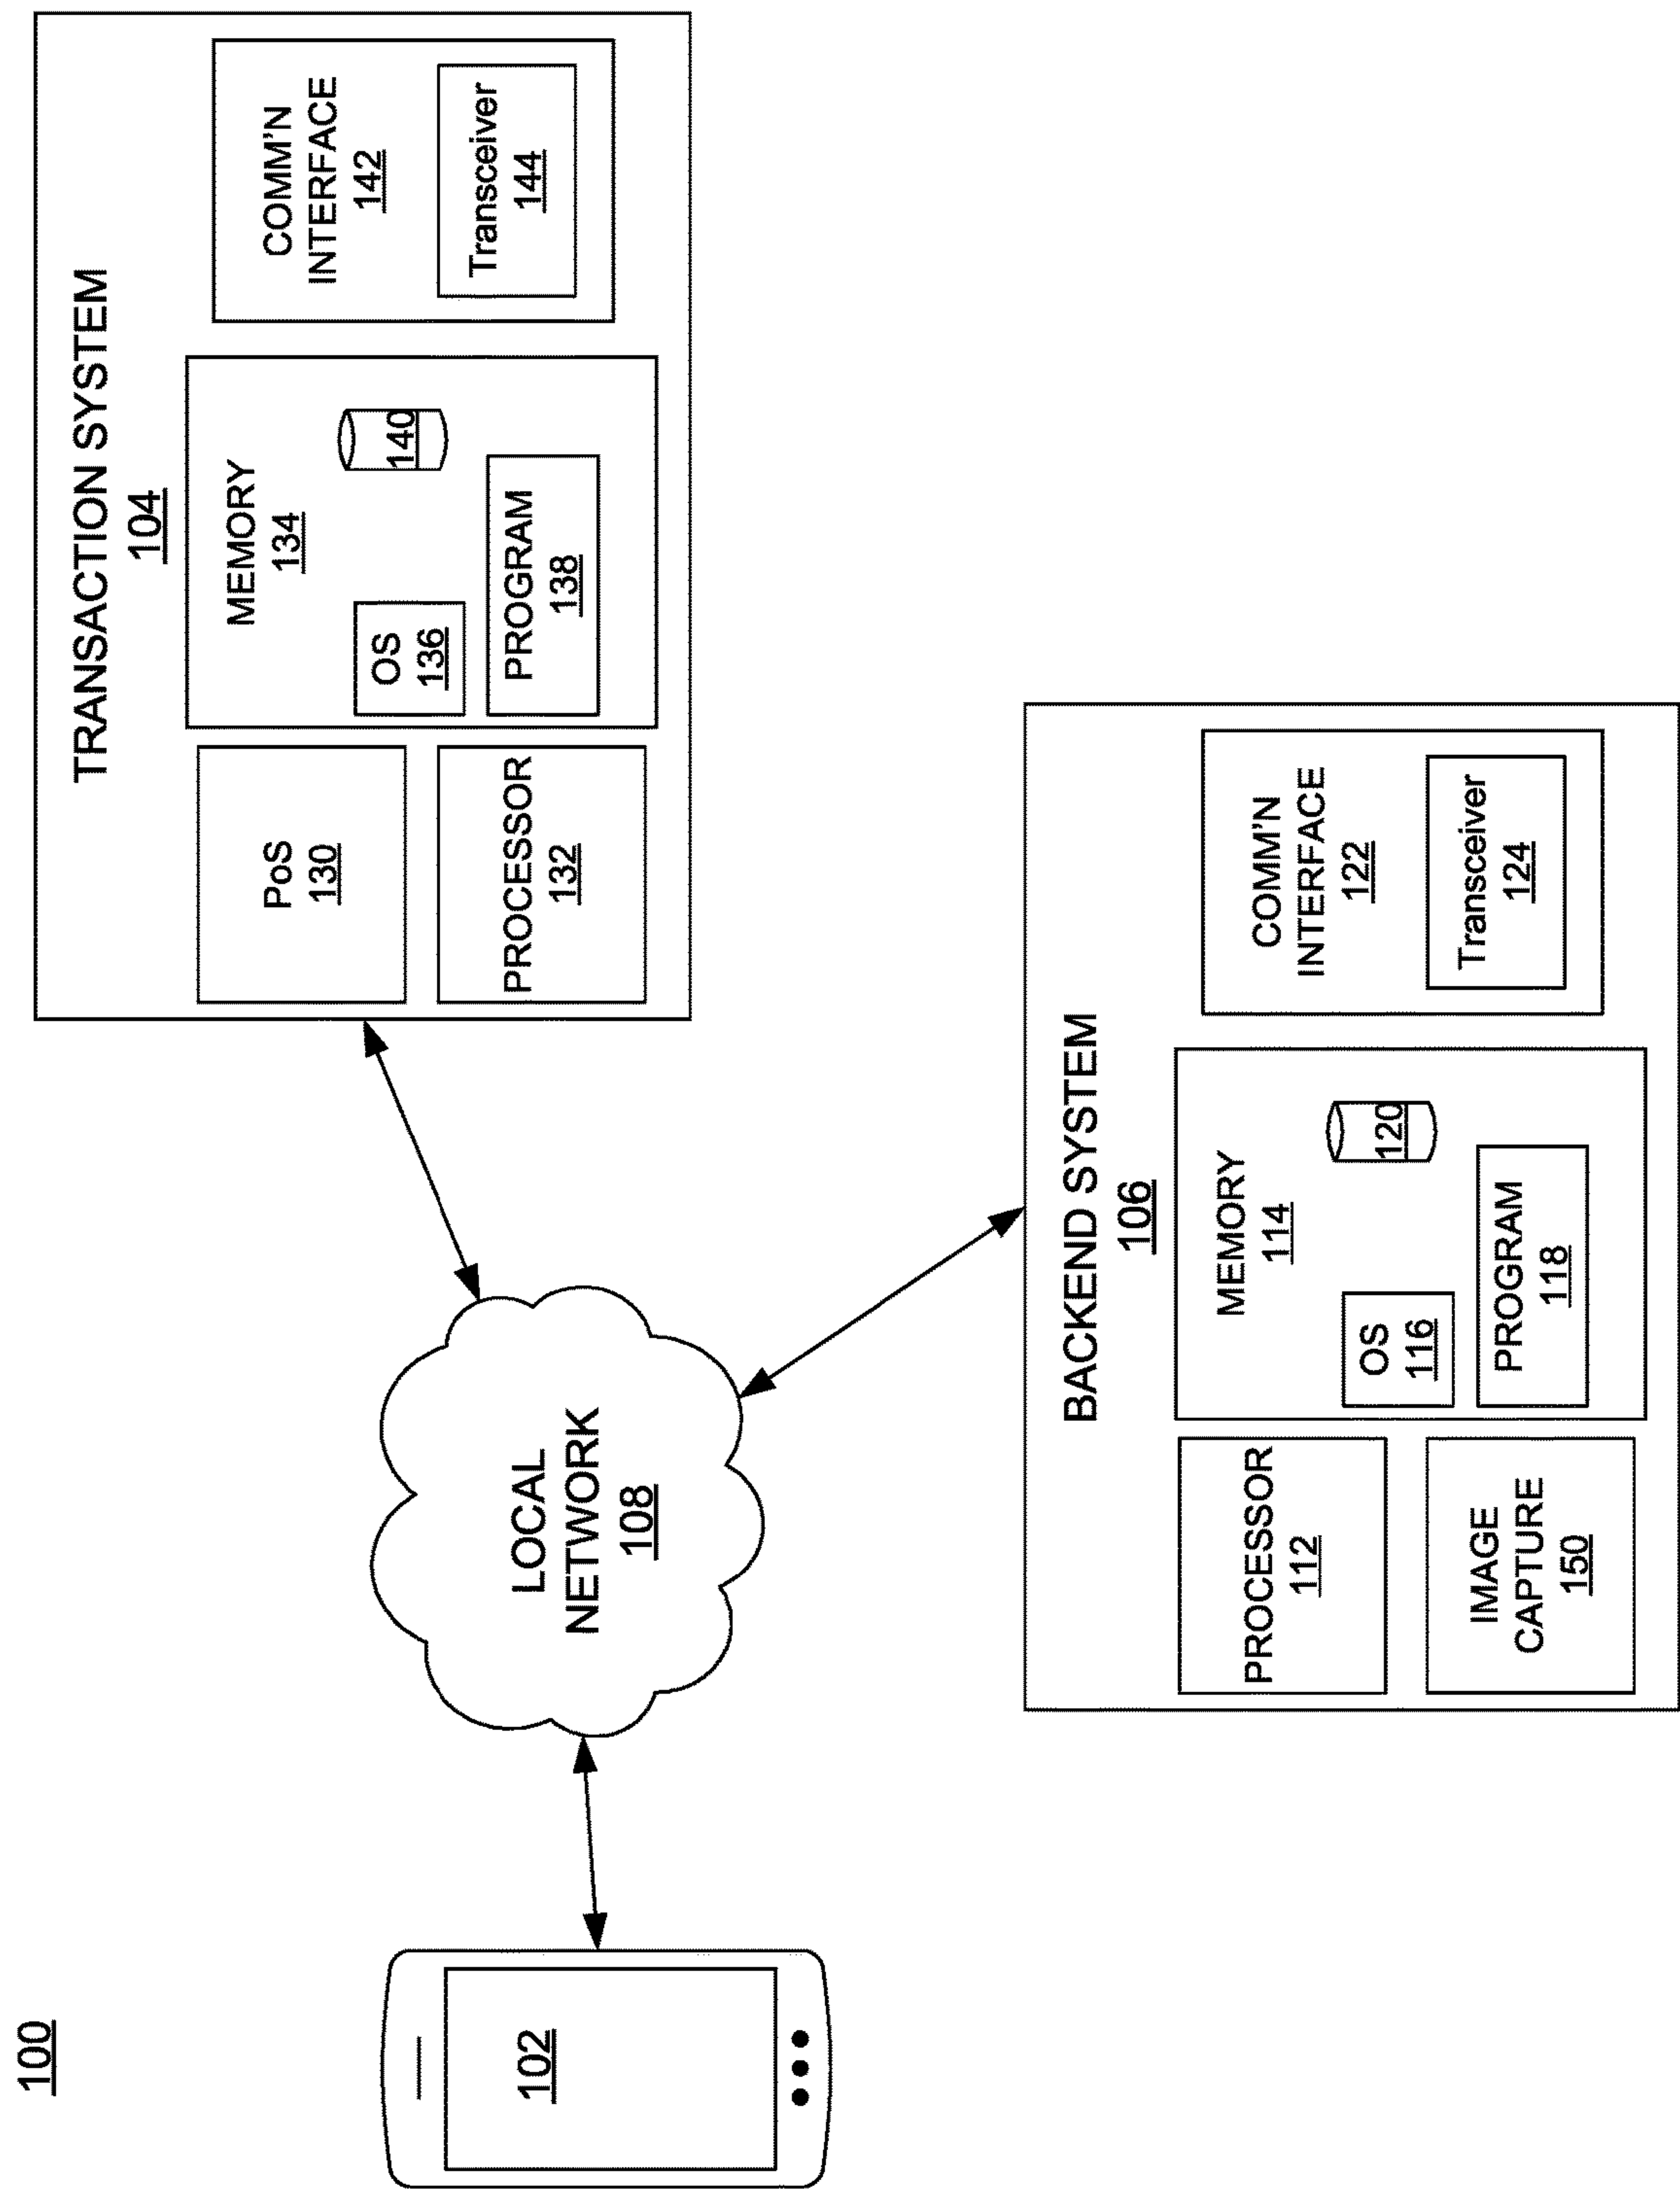 100
102
LOCAL
NETWORK
108
TRANSACTION SYSTEM
104
PoS
130
PROCESSOR
132
MEMORY
134
OS
136
140
PROGRAM
138
COMM'N
INTERFACE
142
Transceiver
144
BACKEND SYSTEM
106
PROCESSOR
112
IMAGE
CAPTURE
150
MEMORY
114
OS
116
120
PROGRAM
118
COMM'N
INTERFACE
122
Transceiver
124